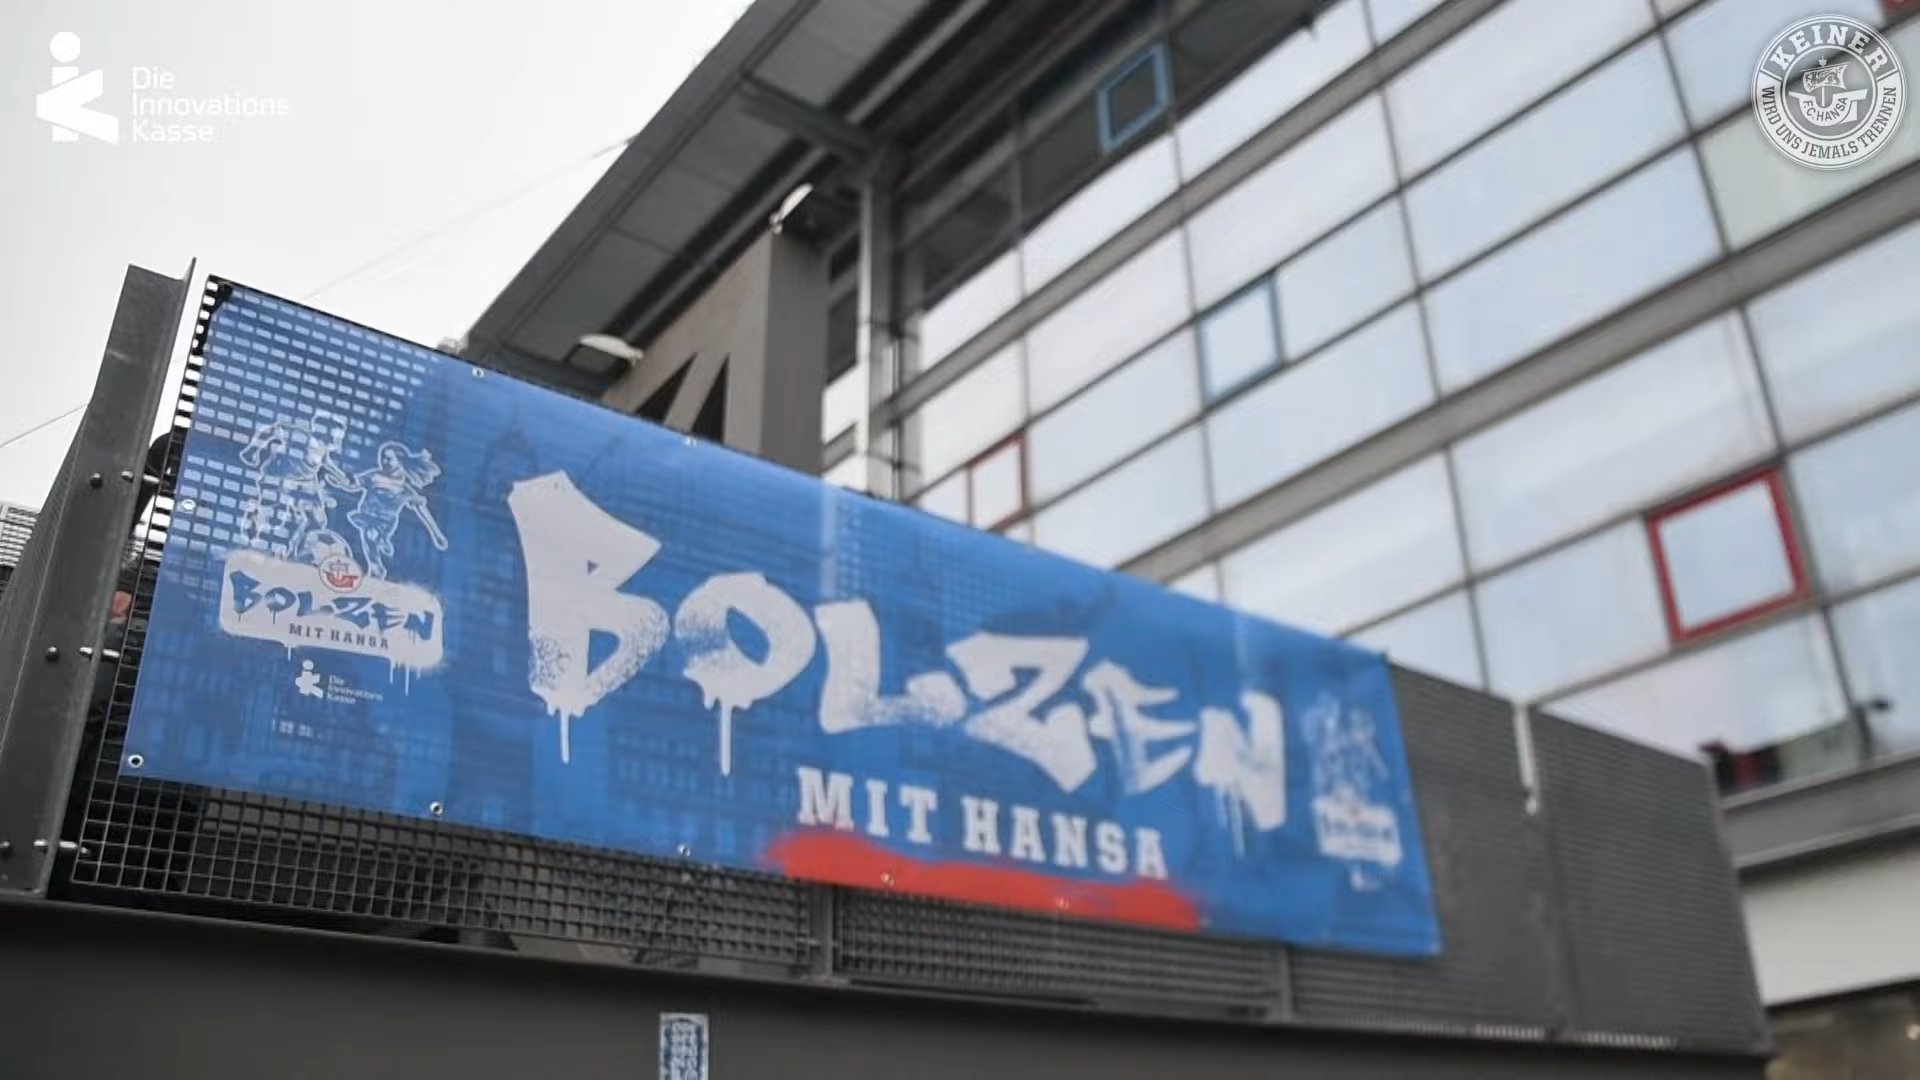 Die
Innovations
Kasse
KEINER
F.C. HANSA
WIRD UNS JEMALS TRENNEN
BOLZEN
MIT HANSA
Die
Innovations
Kasse
BOLZEN
MIT HANSA